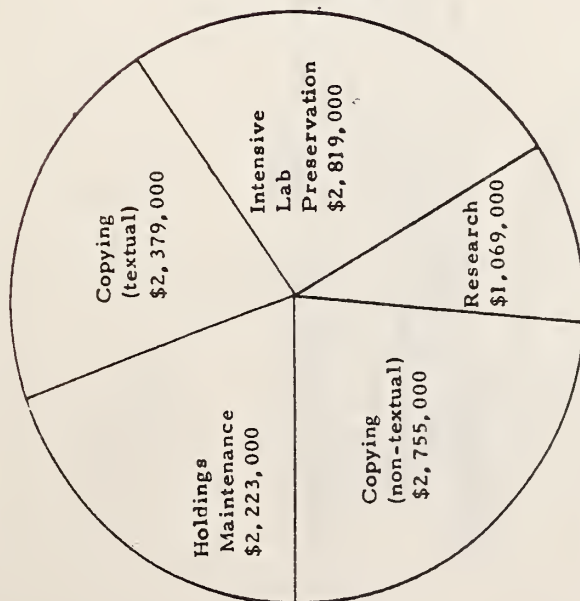 Copying
(textual)
$2,379,000
Intensive
Lab
Preservation
$2,819,000
Research
$1,069,000
Copying
(non-textual)
$2,755,000
Holdings
Maintenance
$2,223,000